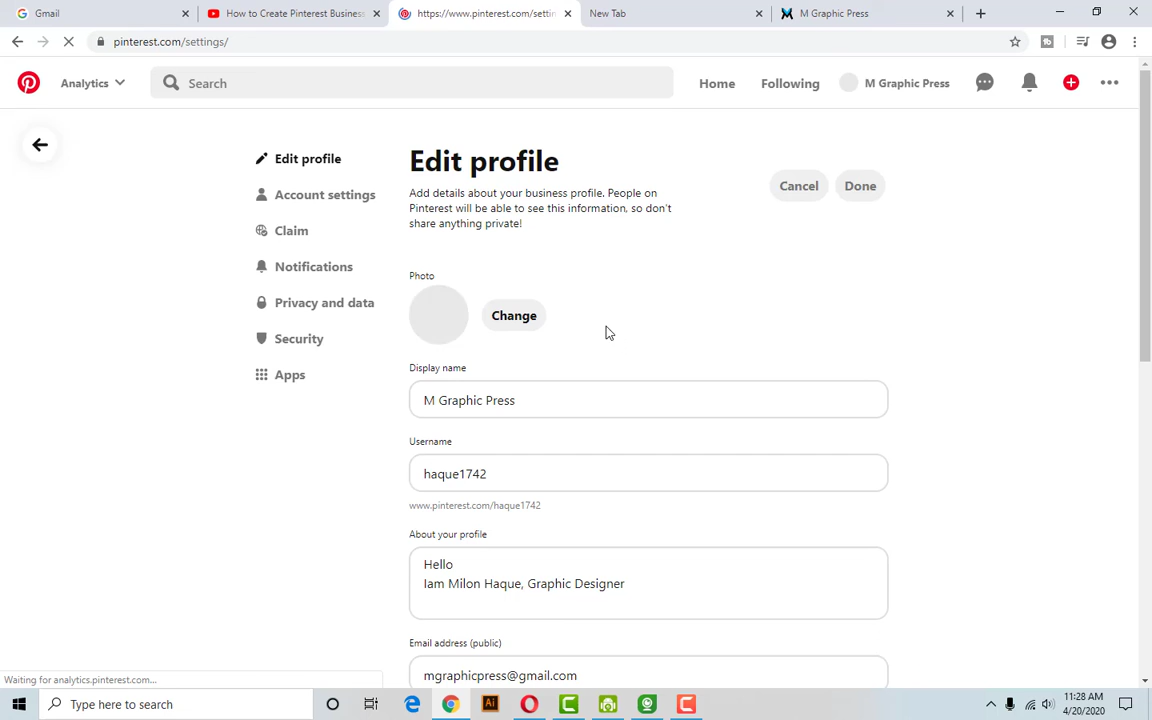 Gmail
How to Create Pinterest Business
https://www.pinterest.com/settin
New Tab
M Graphic Press
pinterest.com/settings/
Analytics
Search
Home
Following
M Graphic Press
Edit profile
Account settings
Claim
Notifications
Privacy and data
Security
Apps
Edit profile
Add details about your business profile. People on
Pinterest will be able to see this information, so don't
share anything private!
Cancel
Done
Photo
Change
Display name
M Graphic Press
Username
haque1742
www.pinterest.com/haque1742
About your profile
Hello
Iam Milon Haque, Graphic Designer
Email address (public)
mgraphicpress@gmail.com
Waiting for analytics.pinterest.com...
Type here to search
Ai
11:28 AM
4/20/2020